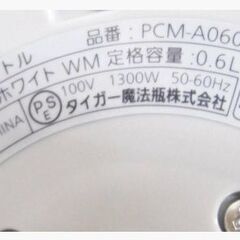 トル 品番：PCM-A060
ホワイト WM 定格容量：0.6L
INA PSE 100V 1300W 50-60Hz
タイガー魔法瓶株式会社